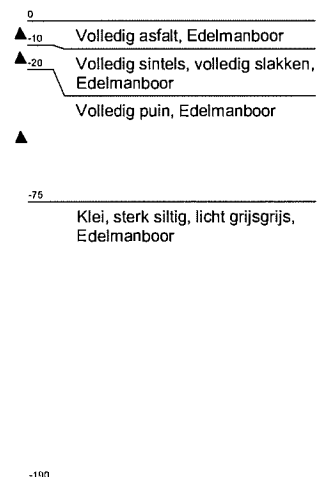 0
Volledig asfalt, Edelmanboor
-10
Volledig sintels, volledig slakken,
-20
Edelmanboor
Volledig puin, Edelmanboor
-75
Klei, sterk siltig, licht grijsgrijs,
Edelmanboor
-100